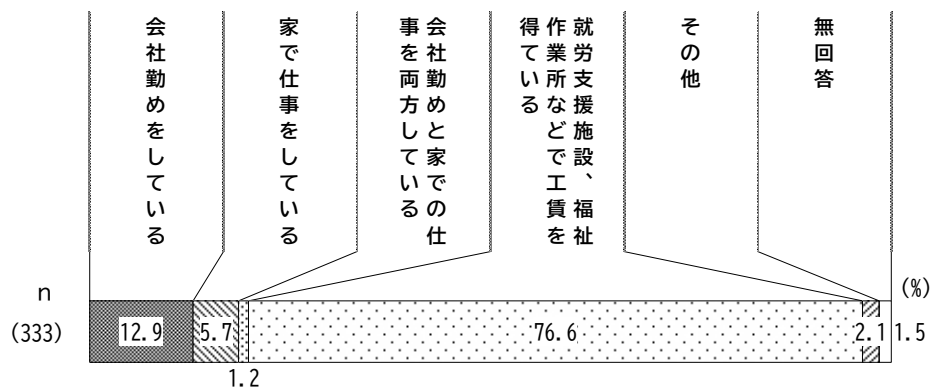 会社勤めをしている
家で仕事をしている
会社勤めと家での仕
事を両方している
就労支援施設、福祉
作業所などで工賃を
得ている
その他
無回答
n
(%)
(333)
12.9
5.7
76.6
2.1
1.5
1.2